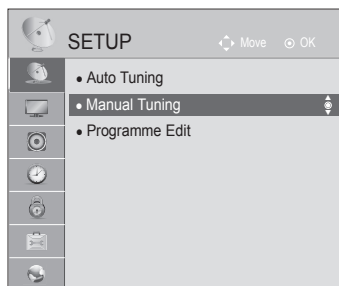 SETUP
Move OK
• Auto Tuning
• Manual Tuning
• Programme Edit